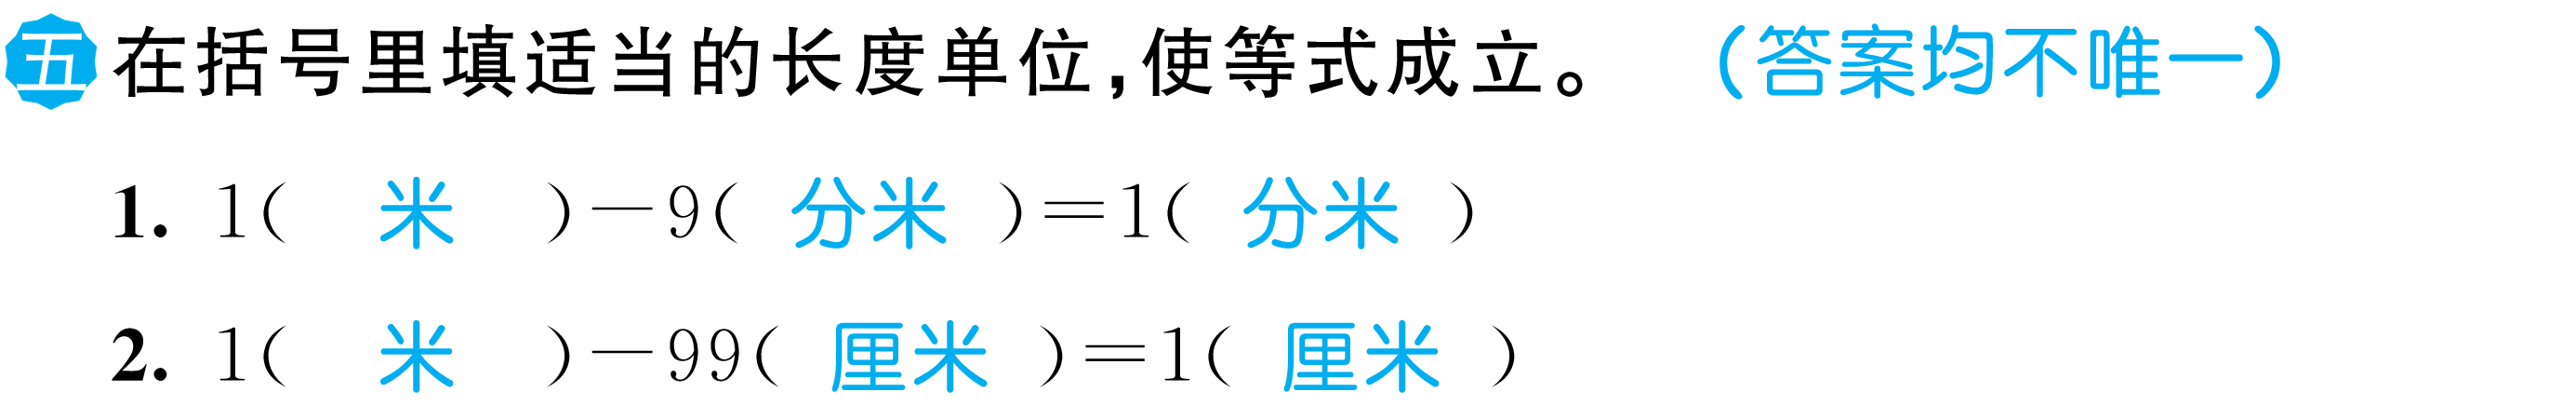 五 在括号里填适当的长度单位,使等式成立。 (答案均不唯一)
1. 1( 米 )－9( 分米 )＝1( 分米 )
2. 1( 米 )－99( 厘米 )＝1( 厘米 )